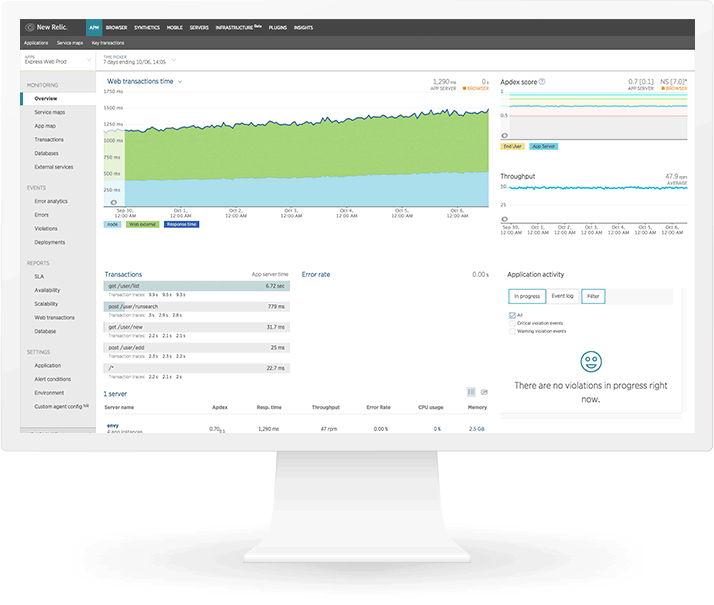 New Relic. APM BROWSER SYNTHETICS MOBILE SERVERS INFRASTRUCTURE Beta PLUGINS INSIGHTS
Applications Service maps Key transactions
APPS
Express Web Prod
TIME PICKER
7 days ending 10/06, 14:05
MONITORING
Overview
Service maps
App map
Transactions
Databases
External services
EVENTS
Error analytics
Errors
Violations
Deployments
REPORTS
SLA
Availability
Scalability
Web transactions
Database
SETTINGS
Application
Alert conditions
Environment
Custom agent config NR
Web transactions time
1,290 ms
APP SERVER
0 s
BROWSER
1750 ms
1500 ms
1250 ms
1000 ms
750 ms
500 ms
250 ms
Sep 30, 12:00 AM
Oct 1, 12:00 AM
Oct 2, 12:00 AM
Oct 3, 12:00 AM
Oct 4, 12:00 AM
Oct 5, 12:00 AM
Oct 6, 12:00 AM
node Web external Response time
Apdex score
0.7 [0.1]
APP SERVER
NS [7.0]*
BROWSER
1
0.5
End User App Server
Throughput
47.9 rpm
AVERAGE
50
25
Sep 30, 12:00 AM
Oct 1, 12:00 AM
Oct 2, 12:00 AM
Oct 3, 12:00 AM
Oct 4, 12:00 AM
Oct 5, 12:00 AM
Oct 6, 12:00 AM
Transactions App server time
get /user/list 6.72 sec
Transaction traces: 9.9 s 9.3 s 9.3 s
post /user/runsearch 779 ms
Transaction traces: 3 s 2.9 s 2.8 s
get /user/new 31.7 ms
Transaction traces: 2.2 s 2.1 s 2.1 s
post /user/add 25 ms
Transaction traces: 2.3 s 2.3 s 2.2 s
/* 22.7 ms
Transaction traces: 2.2 s 2.1 s 2 s
Error rate 0.00 %
Application activity
In progress Event log Filter
All
Critical violation events
Warning violation events
There are no violations in progress right
now.
1 server
Server name Apdex Resp. time Throughput Error Rate CPU usage Memory
envy 0.70 0.1 1,290 ms 47 rpm 0.00 % 0 % 2.5 GB
4 app instances